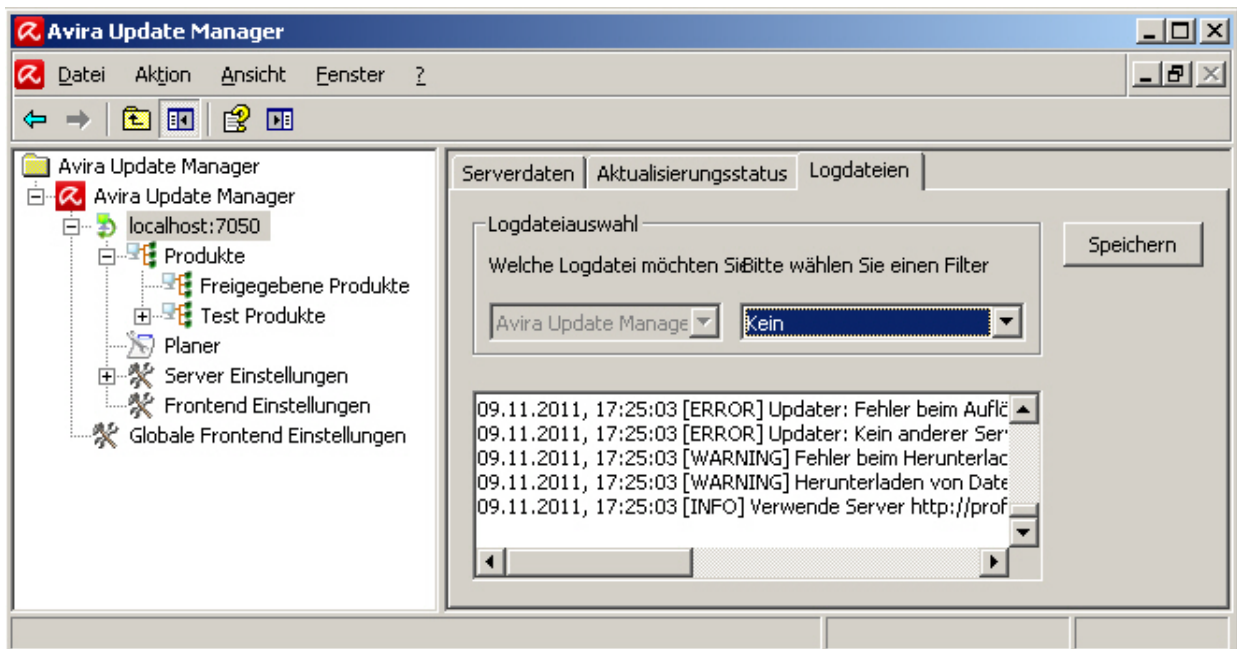 Avira Update Manager
Datei Aktion Ansicht Fenster ?
Avira Update Manager
Avira Update Manager
localhost:7050
Produkte
Freigegebene Produkte
Test Produkte
Planer
Server Einstellungen
Frontend Einstellungen
Globale Frontend Einstellungen
Serverdaten Aktualisierungsstatus Logdateien
Logdateiauswahl
Welche Logdatei möchten Sie Bitte wählen Sie einen Filter
Avira Update Manage Kein
Speichern
09.11.2011, 17:25:03 [ERROR] Updater: Fehler beim Auflö
09.11.2011, 17:25:03 [ERROR] Updater: Kein anderer Ser
09.11.2011, 17:25:03 [WARNING] Fehler beim Herunterlad
09.11.2011, 17:25:03 [WARNING] Herunterladen von Date
09.11.2011, 17:25:03 [INFO] Verwende Server http://prof